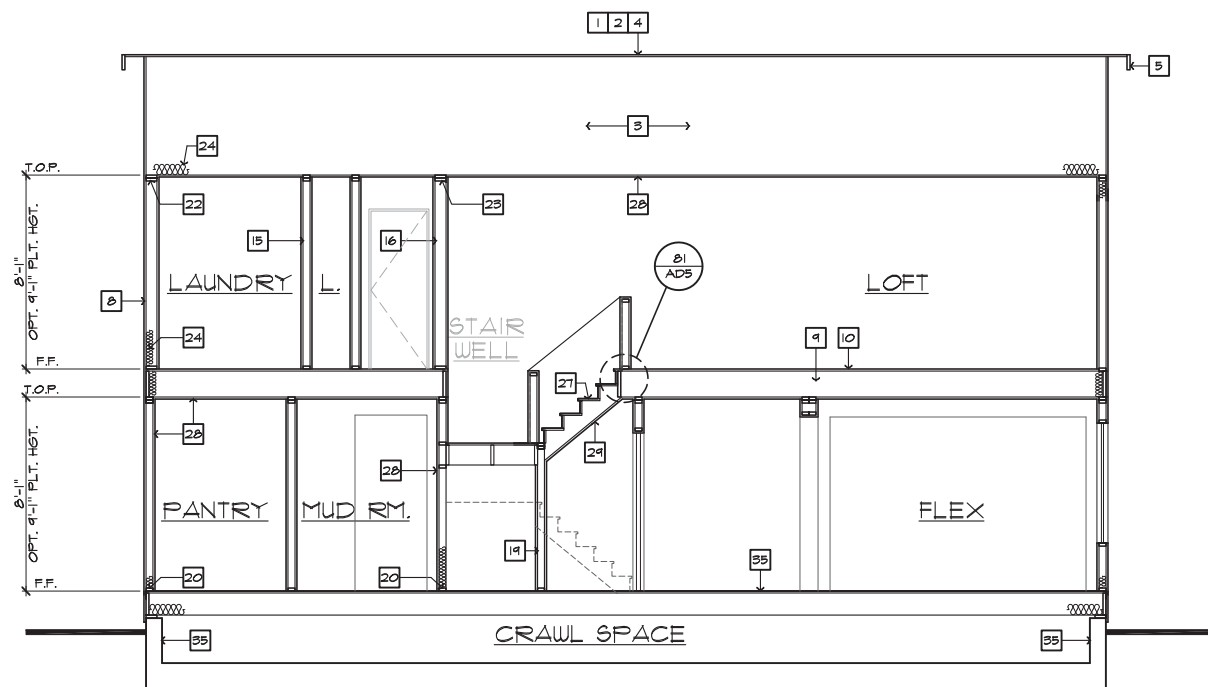 1 2 4
5
3
24
T.O.P.
22
23
28
15
16
81
AD5
8'-1"
OPT. 9'-1" PLT. HGT.
LAUNDRY
L.
LOFT
8
STAIR
WELL
24
9
10
F.F.
T.O.P.
27
28
29
28
8'-1"
OPT. 9'-1" PLT. HGT.
PANTRY
MUD RM.
FLEX
19
35
20
20
F.F.
35
CRAWL SPACE
35